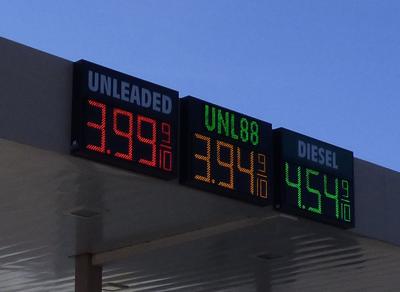 UNLEADED
3.99 9/10
UNL88
3.94 9/10
DIESEL
4.54 9/10